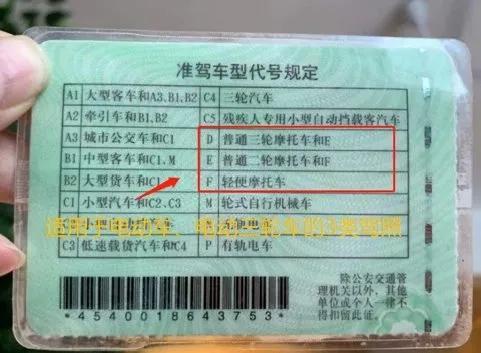 准驾车型代号规定
A1 大型客车和A3、B1、B2 C4 三轮汽车
A2 牵引车和B1、B2 C5 残疾人专用小型自动挡载客汽车
A3 城市公交车和C1 D 普通三轮摩托车和E
B1 中型客车和C1、M E 普通二轮摩托车和F
B2 大型货车和C1 F 轻便摩托车
C1 小型汽车和C2、C3 M 轮式自行机械车
适用于电动车、电动三轮车的3类驾照
C3 低速载货汽车和C4 P 有轨电车
除公安交通管
理机关以外，其他
单位或个人一律不
得扣留此证。
*4540018643753*